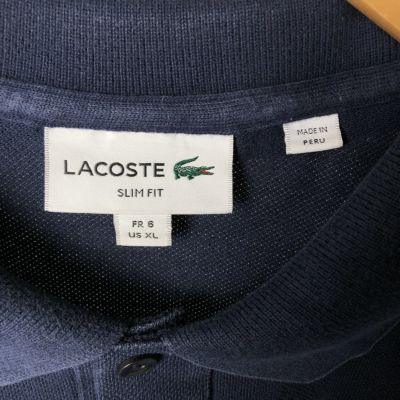 LACOSTE
SLIM FIT
FR 6
US XL
MADE IN
PERU